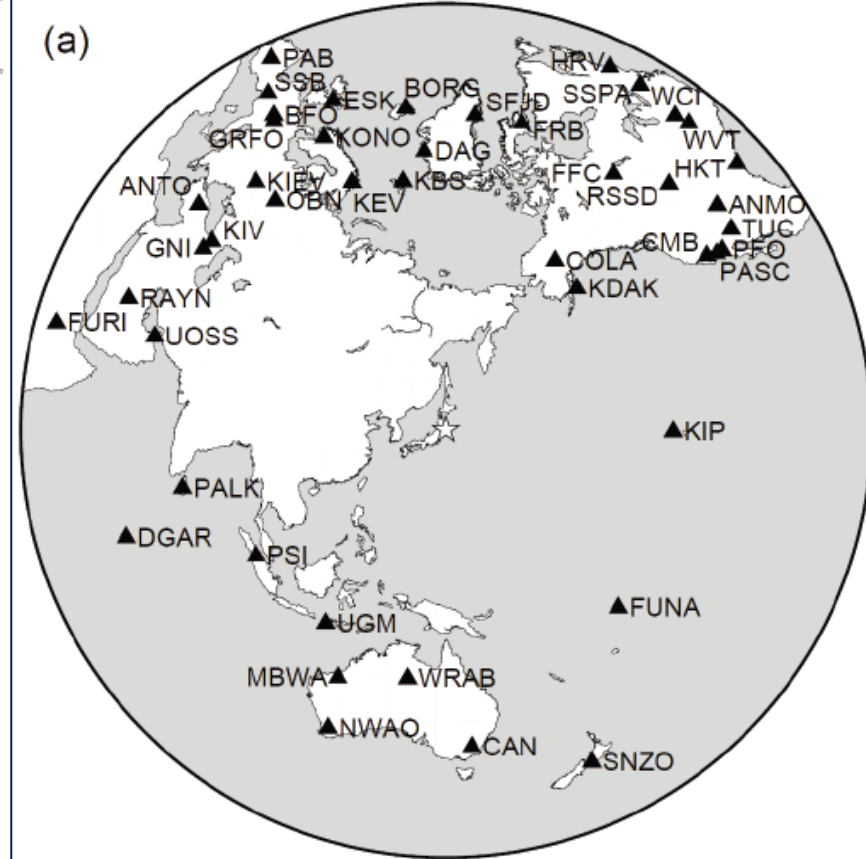 (a)
PAB
HRV
SSB
SSPA
WCI
ESK
BORG
SFJD
BFO
GRFO
KONO
FRB
WVT
DAG
HKT
FFC
ANTO
KIEV
KBS
RSSD
OBN
KEV
ANMO
KIV
TUC
GNI
CMB
PFO
COLA
PASC
KDAK
RAYN
FURI
UOSS
KIP
PALK
DGAR
PSI
FUNA
UGM
MBWA
WRAB
NWAO
CAN
SNZO